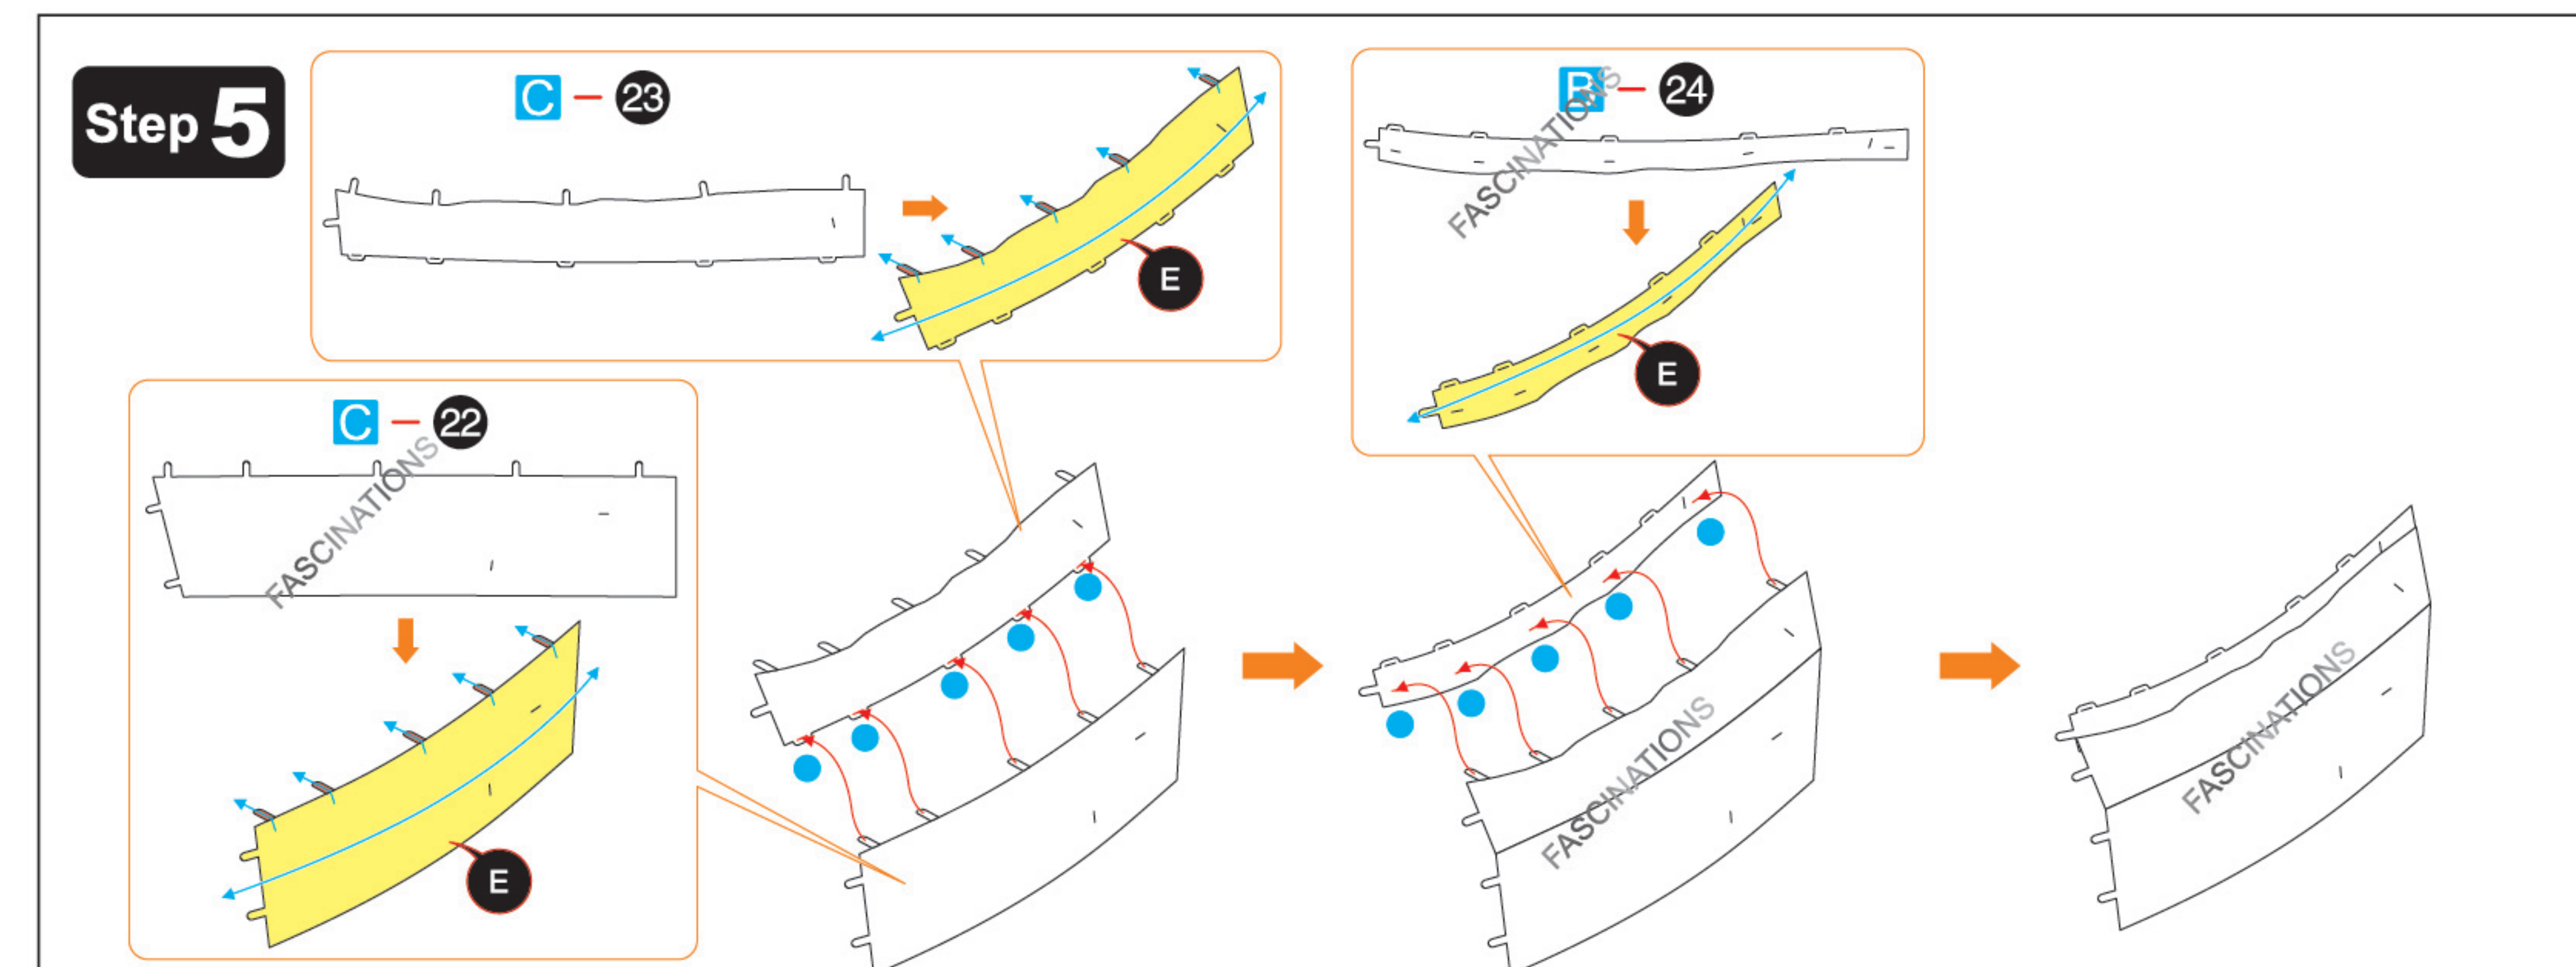 Step 5
C – 23
E
B – 24
E
C – 22
E
FASCINATIONS
FASCINATIONS
FASCINATIONS
FASCINATIONS